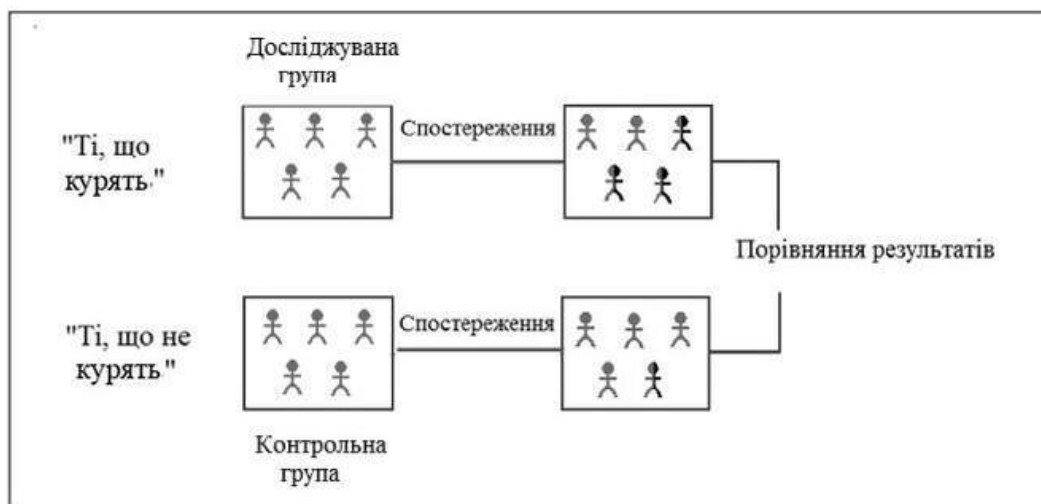 Досліджувана
група
"Ті, що
курять."
Спостереження
Порівняння результатів
"Ті, що не
курять."
Спостереження
Контрольна
група